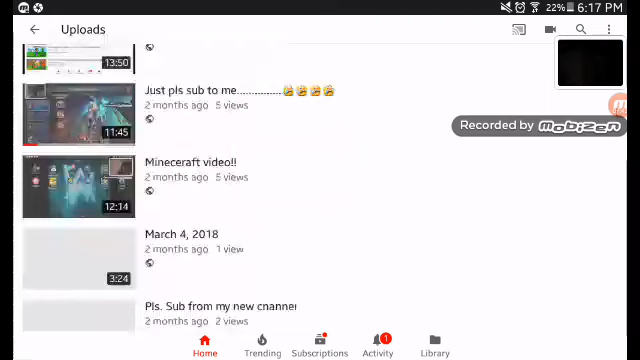 22% 6:17 PM
Uploads
13:50
Just pls sub to me............😭😭😭😭
2 months ago 5 views
11:45
Recorded by mobizen
Minecraft video!!
2 months ago 5 views
12:14
March 4, 2018
2 months ago 1 view
3:24
Pls. Sub from my new cnanner
2 months ago 2 views
1
Home Trending Subscriptions Activity Library